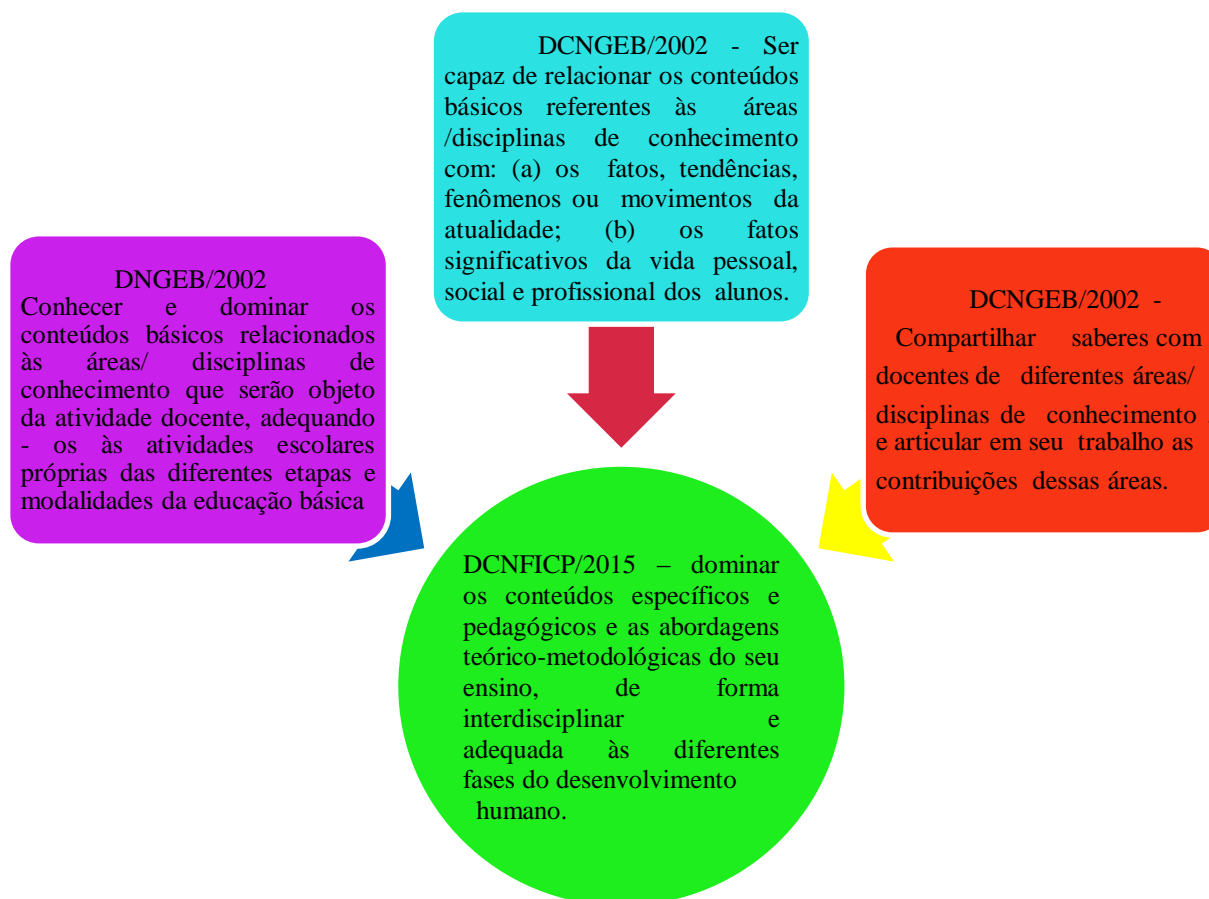 DCNGEB/2002 - Ser
capaz de relacionar os conteúdos
básicos referentes às áreas
/disciplinas de conhecimento
com: (a) os fatos, tendências,
fenômenos ou movimentos da
atualidade; (b) os fatos
significativos da vida pessoal,
social e profissional dos alunos.
DNGEB/2002
Conhecer e dominar os
conteúdos básicos relacionados
às áreas/ disciplinas de
conhecimento que serão objeto
da atividade docente, adequando
- os às atividades escolares
próprias das diferentes etapas e
modalidades da educação básica
DCNGEB/2002 -
Compartilhar saberes com
docentes de diferentes áreas/
disciplinas de conhecimento
e articular em seu trabalho as
contribuições dessas áreas.
DCNFICP/2015 – dominar
os conteúdos específicos e
pedagógicos e as abordagens
teórico-metodológicas do seu
ensino, de forma
interdisciplinar e
adequada às diferentes
fases do desenvolvimento
humano.